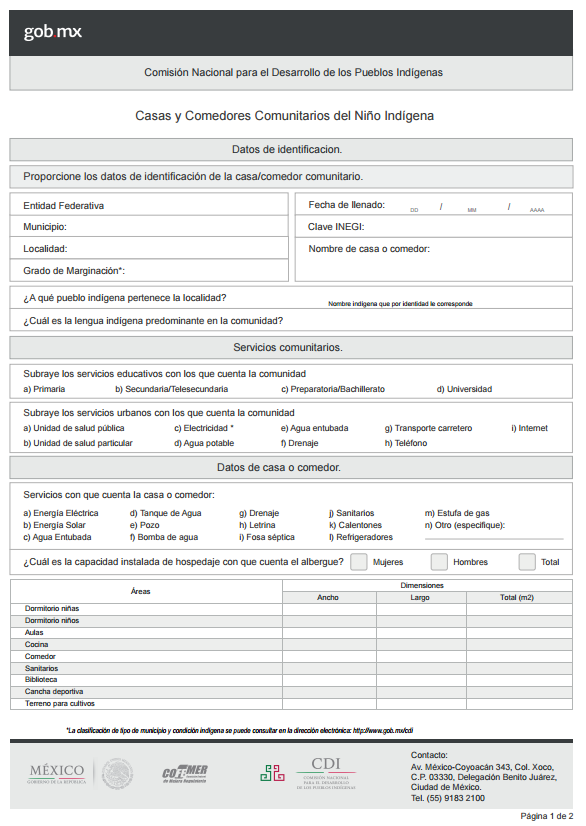 gob.mx
Comisión Nacional para el Desarrollo de los Pueblos Indígenas
Casas y Comedores Comunitarios del Niño Indígena
Datos de identificacion.
Proporcione los datos de identificación de la casa/comedor comunitario.
Entidad Federativa
Municipio:
Localidad:
Grado de Marginación*:
Fecha de llenado: DD / MM / AAAA
Clave INEGI:
Nombre de casa o comedor:
¿A qué pueblo indígena pertenece la localidad?
Nombre indígena que por identidad le corresponde
¿Cuál es la lengua indígena predominante en la comunidad?
Servicios comunitarios.
Subraye los servicios educativos con los que cuenta la comunidad
a) Primaria b) Secundaria/Telesecundaria c) Preparatoria/Bachillerato d) Universidad
Subraye los servicios urbanos con los que cuenta la comunidad
a) Unidad de salud pública c) Electricidad * e) Agua entubada g) Transporte carretero i) Internet
b) Unidad de salud particular d) Agua potable f) Drenaje h) Teléfono
Datos de casa o comedor.
Servicios con que cuenta la casa o comedor:
a) Energía Eléctrica d) Tanque de Agua g) Drenaje j) Sanitarios m) Estufa de gas
b) Energía Solar e) Pozo h) Letrina k) Calentones n) Otro (especifique):
c) Agua Entubada f) Bomba de agua i) Fosa séptica l) Refrigeradores
¿Cuál es la capacidad instalada de hospedaje con que cuenta el albergue? Mujeres Hombres Total
Áreas Dimensiones
Ancho Largo Total (m2)
Dormitorio niñas
Dormitorio niños
Aulas
Cocina
Comedor
Sanitarios
Biblioteca
Cancha deportiva
Terreno para cultivos
*La clasificación de tipo de municipio y condición indígena se puede consultar en la dirección electrónica: http://www.gob.mx/cdi
MÉXICO
GOBIERNO DE LA REPÚBLICA
CDI
COMISIÓN NACIONAL
PARA EL DESARROLLO
DE LOS PUEBLOS INDÍGENAS
Contacto:
Av. México-Coyoacán 343, Col. Xoco,
C.P. 03330, Delegación Benito Juárez,
Ciudad de México.
Tel. (55) 9183 2100
Página 1 de 2